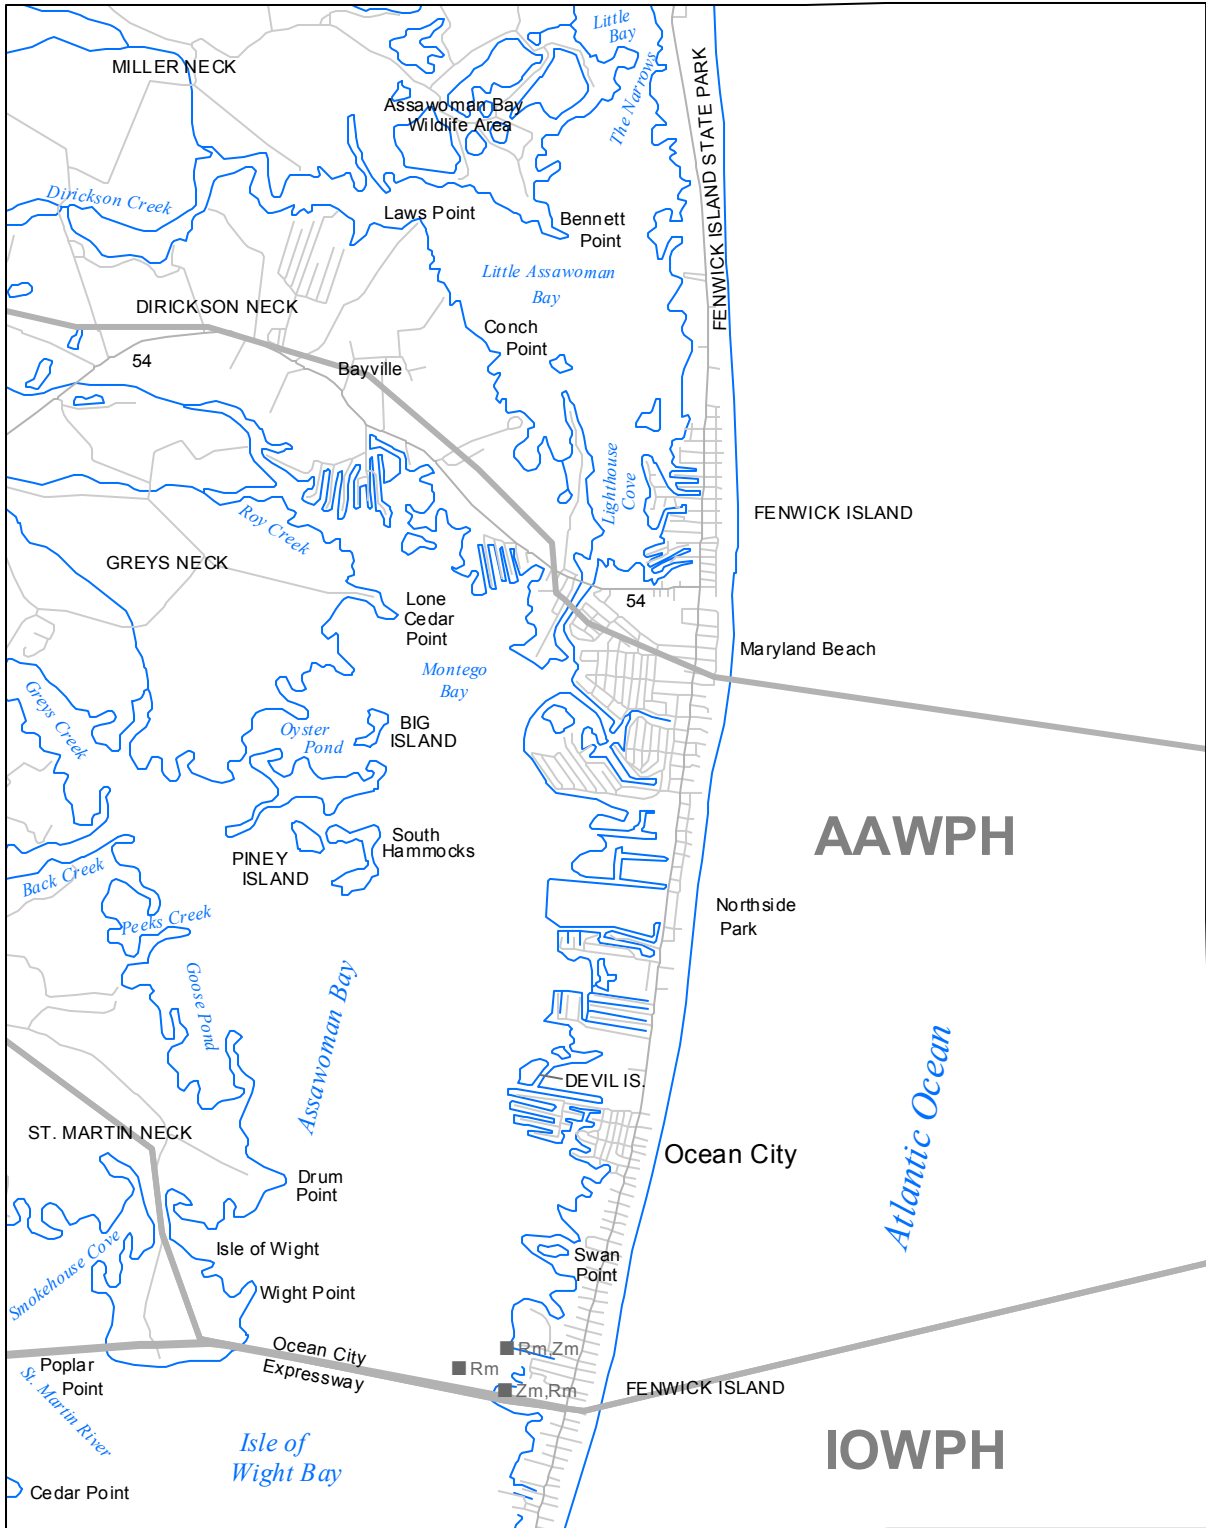 Little
Bay
MILLER NECK
The Narrows
FENWICK ISLAND STATE PARK
Assawoman Bay
Wildlife Area
Dirickson Creek
Laws Point
Bennett
Point
Little Assawoman
Bay
DIRICKSON NECK
Conch
Point
54
Bayville
Lighthouse
Cove
Roy Creek
FENWICK ISLAND
GREYS NECK
Lone
Cedar
Point
54
Maryland Beach
Montego
Bay
Greys Creek
Oyster
Pond
BIG
ISLAND
AAWPH
South
Hammocks
PINEY
ISLAND
Back Creek
Peeks Creek
Northside
Park
Goose Pond
Assawoman Bay
DEVIL IS.
Atlantic Ocean
ST. MARTIN NECK
Ocean City
Drum
Point
Isle of Wight
Smokehouse Cove
Swan
Point
Wight Point
Ocean City
Expressway
Rm,Zm
Rm
Zm,Rm
Poplar
Point
FENWICK ISLAND
St. Martin River
Isle of
Wight Bay
IOWPH
Cedar Point